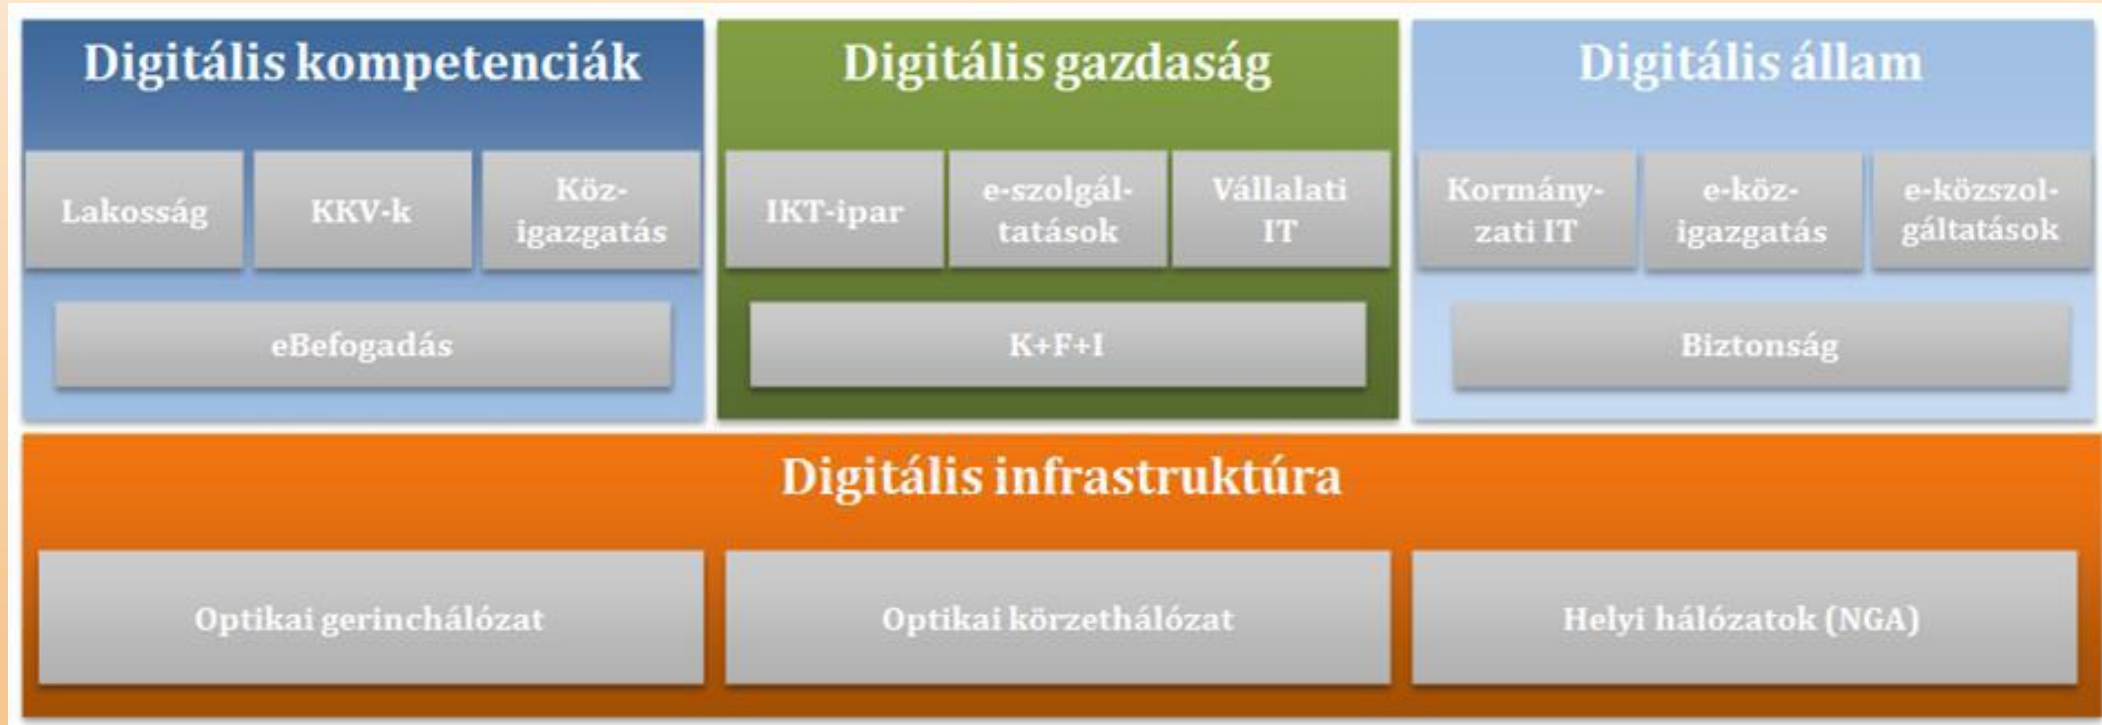 Digitális kompetenciák
Lakosság
KKV-k
Köz-
igazgatás
eBefogadás
Digitális gazdaság
IKT-ipar
e-szolgál-
tatások
Vállalati
IT
K+F+I
Digitális állam
Kormány-
zati IT
e-köz-
igazgatás
e-közszol-
gáltatások
Biztonság
Digitális infrastruktúra
Optikai gerinchálózat
Optikai körzethálózat
Helyi hálózatok (NGA)